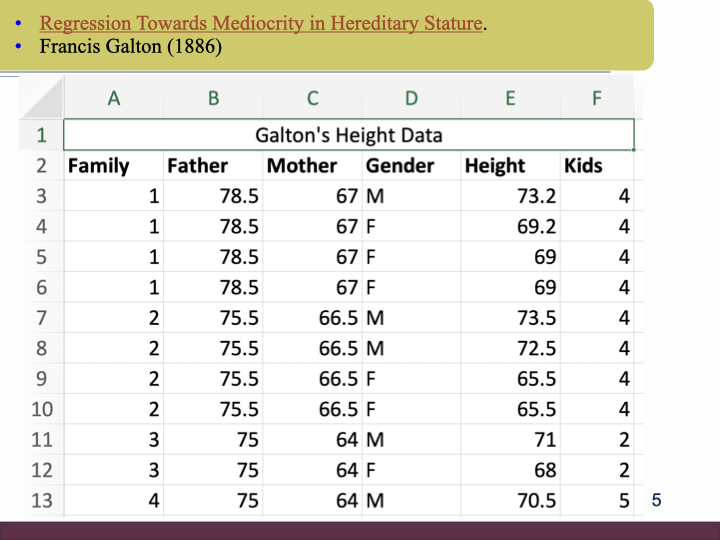 • Regression Towards Mediocrity in Hereditary Stature.
• Francis Galton (1886)
A B C D E F
1 Galton's Height Data
2 Family Father Mother Gender Height Kids
3 1 78.5 67 M 73.2 4
4 1 78.5 67 F 69.2 4
5 1 78.5 67 F 69 4
6 1 78.5 67 F 69 4
7 2 75.5 66.5 M 73.5 4
8 2 75.5 66.5 M 72.5 4
9 2 75.5 66.5 F 65.5 4
10 2 75.5 66.5 F 65.5 4
11 3 75 64 M 71 2
12 3 75 64 F 68 2
13 4 75 64 M 70.5 5
5